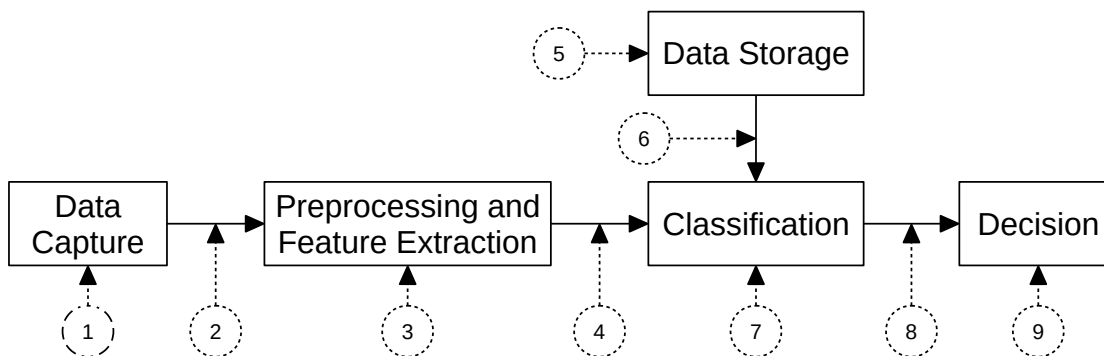 5
Data Storage
6
Data
Capture
Preprocessing and
Feature Extraction
Classification
Decision
1
2
3
4
7
8
9